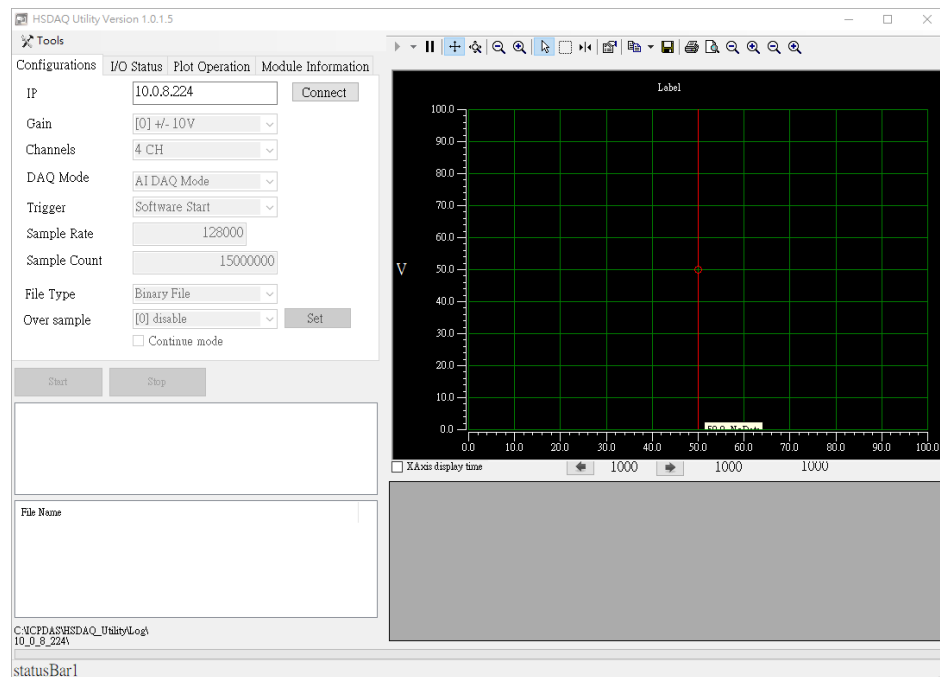 HSDAQ Utility Version 1.0.1.5
Tools
Configurations I/O Status Plot Operation Module Information
IP 10.0.8.224 Connect
Gain [0] +/- 10V
Channels 4 CH
DAQ Mode AI DAQ Mode
Trigger Software Start
Sample Rate 128000
Sample Count 15000000
File Type Binary File
Over sample [0] disable Set
Continue mode
Start Stop
File Name
C:\ICPDAS\HSDAQ_Utility\Log\
10_0_8_224\
statusBar1
Label
100.0
90.0
80.0
70.0
60.0
V 50.0
40.0
30.0
20.0
10.0
0.0
0.0 10.0 20.0 30.0 40.0 50.0 60.0 70.0 80.0 90.0 100.0
XAxis display time 1000 1000 1000